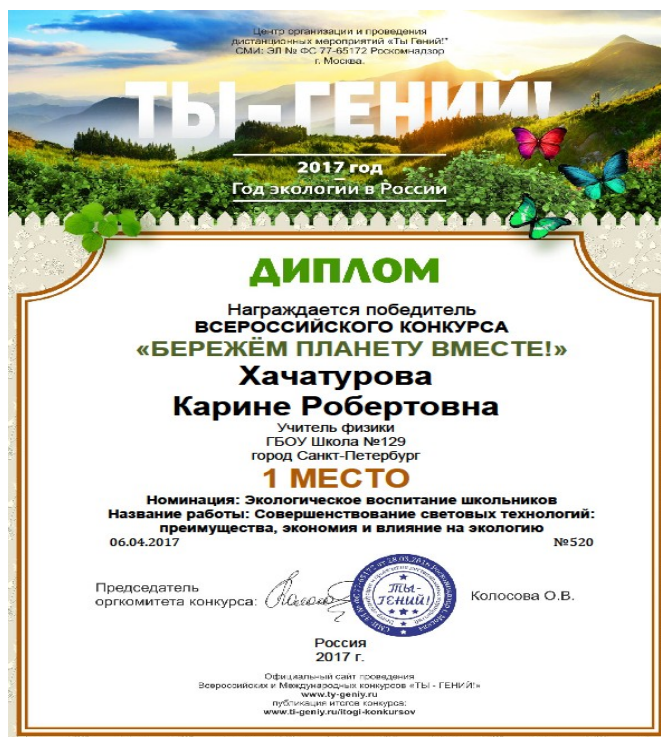 Центр организации и проведения
дистанционных мероприятий «Ты Гений!"
СМИ: ЭЛ № ФС 77-65172 Роскомнадзор
г. Москва.
ТЫ-ГЕНИЙ!
2017 год
Год экологии в России
ДИПЛОМ
Награждается победитель
ВСЕРОССИЙСКОГО КОНКУРСА
«БЕРЕЖЁМ ПЛАНЕТУ ВМЕСТЕ!»
Хачатурова
Карине Робертовна
Учитель физики
ГБОУ Школа №129
город Санкт-Петербург
1 МЕСТО
Номинация: Экологическое воспитание школьников
Название работы: Совершенствование световых технологий:
преимущества, экономия и влияние на экологию
06.04.2017 №520
Председатель
оргкомитета конкурса:
Колосова О.В.
ТЫ-
ГЕНИЙ!
Россия
2017 г.
Официальный сайт проведения
Всероссийских и Международных конкурсов «ТЫ - ГЕНИЙ!»
www.ty-geniy.ru
публикация итогов конкурса:
www.ti-geniy.ru/itogi-konkursov